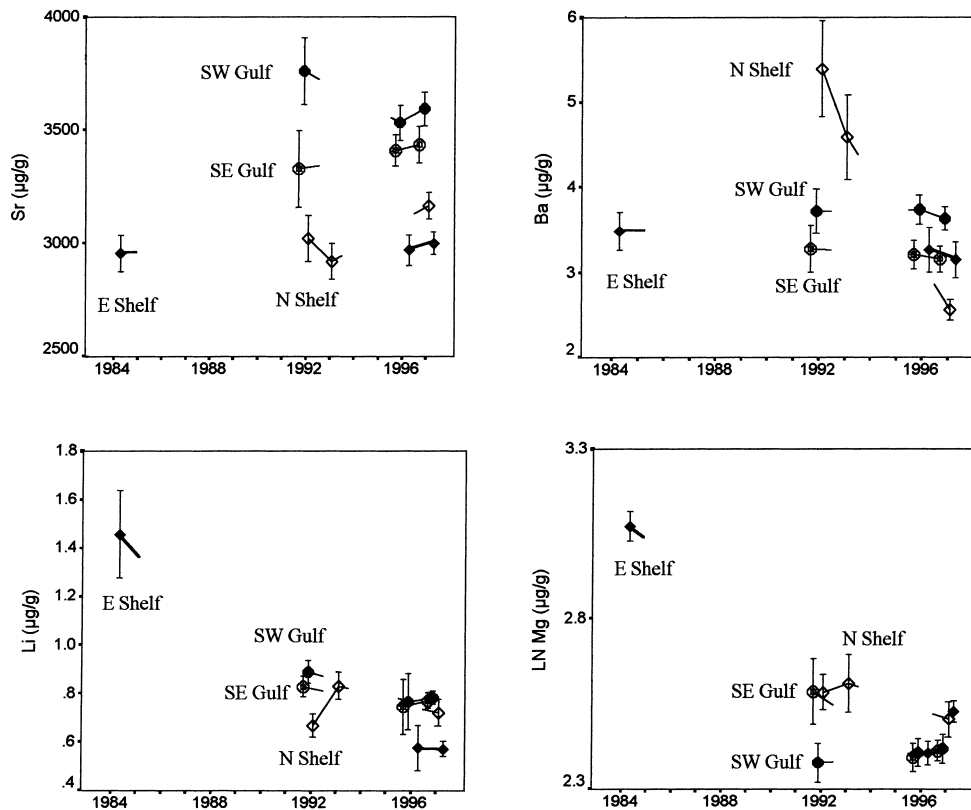 4000
3500
3000
2500
Sr (µg/g)
SW Gulf
SE Gulf
E Shelf
N Shelf
1984 1988 1992 1996
6
5
4
3
2
Ba (µg/g)
N Shelf
SW Gulf
E Shelf
SE Gulf
1984 1988 1992 1996
1.8
1.6
1.4
1.2
1.0
.8
.6
.4
Li (µg/g)
E Shelf
SW Gulf
SE Gulf
N Shelf
1984 1988 1992 1996
3.3
2.8
2.3
LN Mg (µg/g)
E Shelf
N Shelf
SE Gulf
SW Gulf
1984 1988 1992 1996